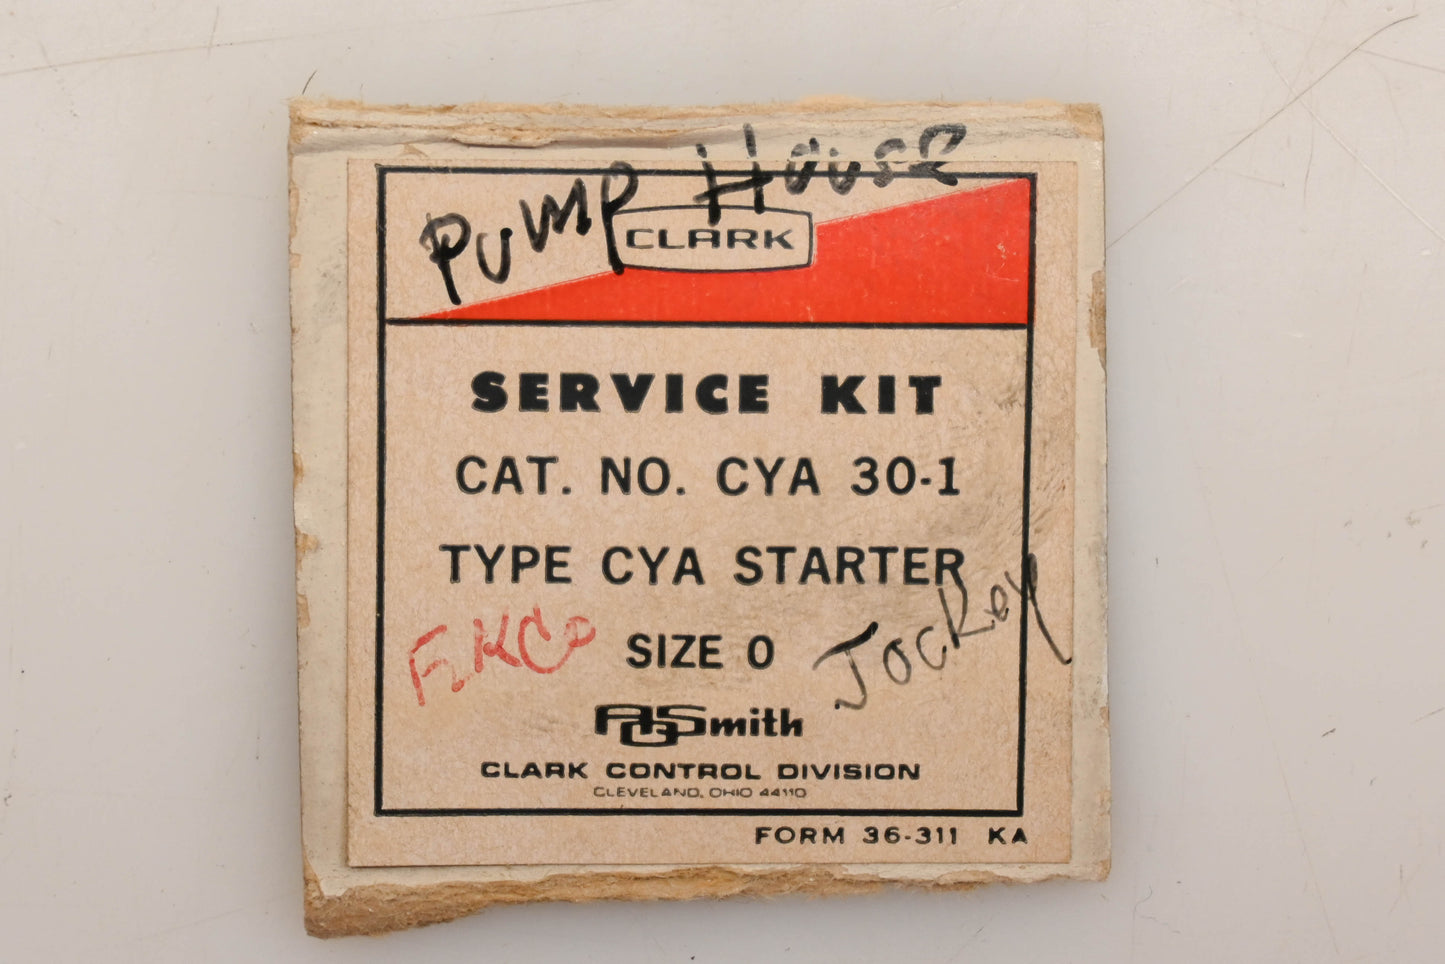 Pump House
CLARK
SERVICE KIT
CAT. NO. CYA 30-1
TYPE CYA STARTER
EKCo SIZE 0 Jockey
AOSmith
CLARK CONTROL DIVISION
CLEVELAND, OHIO 44110
FORM 36-311 KA